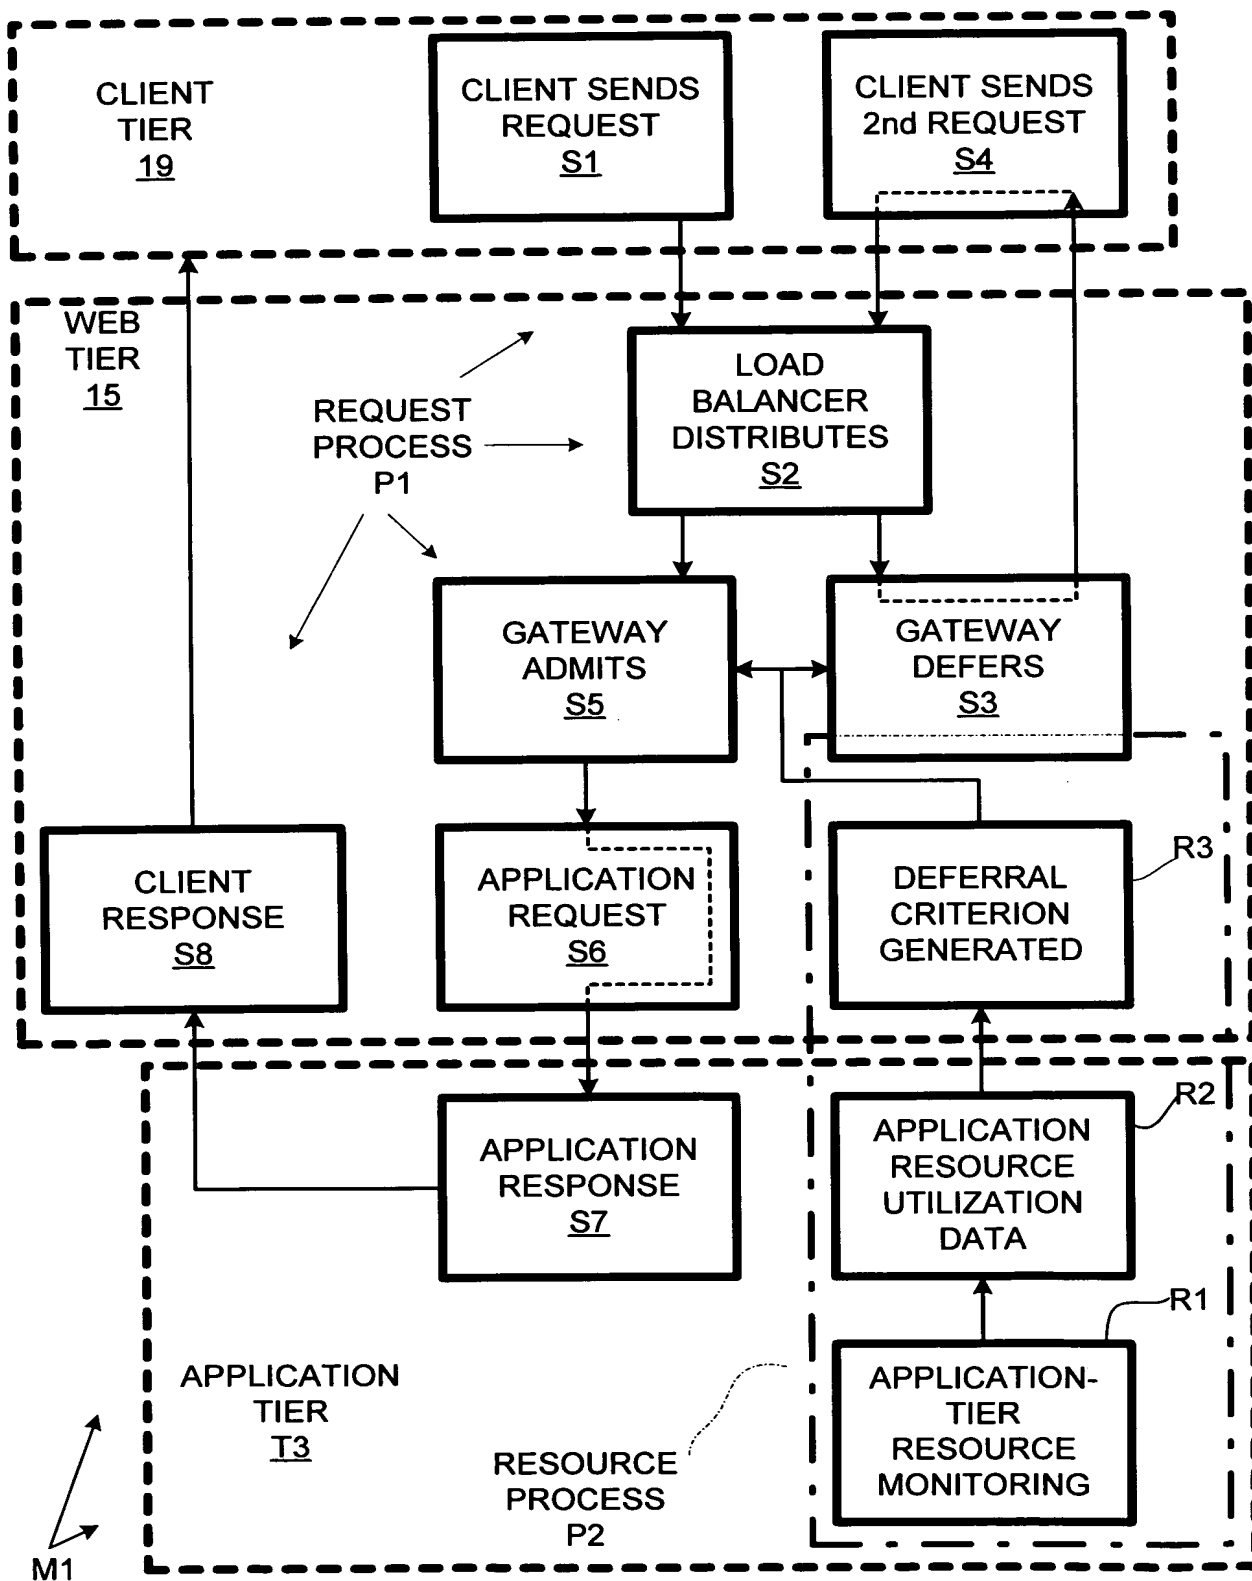 CLIENT
TIER
19
CLIENT SENDS
REQUEST
S1
CLIENT SENDS
2nd REQUEST
S4
WEB
TIER
15
REQUEST
PROCESS
P1
LOAD
BALANCER
DISTRIBUTES
S2
GATEWAY
ADMITS
S5
GATEWAY
DEFERS
S3
CLIENT
RESPONSE
S8
APPLICATION
REQUEST
S6
DEFERRAL
CRITERION
GENERATED
R3
APPLICATION
RESPONSE
S7
APPLICATION
RESOURCE
UTILIZATION
DATA
R2
R1
APPLICATION-
TIER
RESOURCE
MONITORING
APPLICATION
TIER
T3
RESOURCE
PROCESS
P2
M1